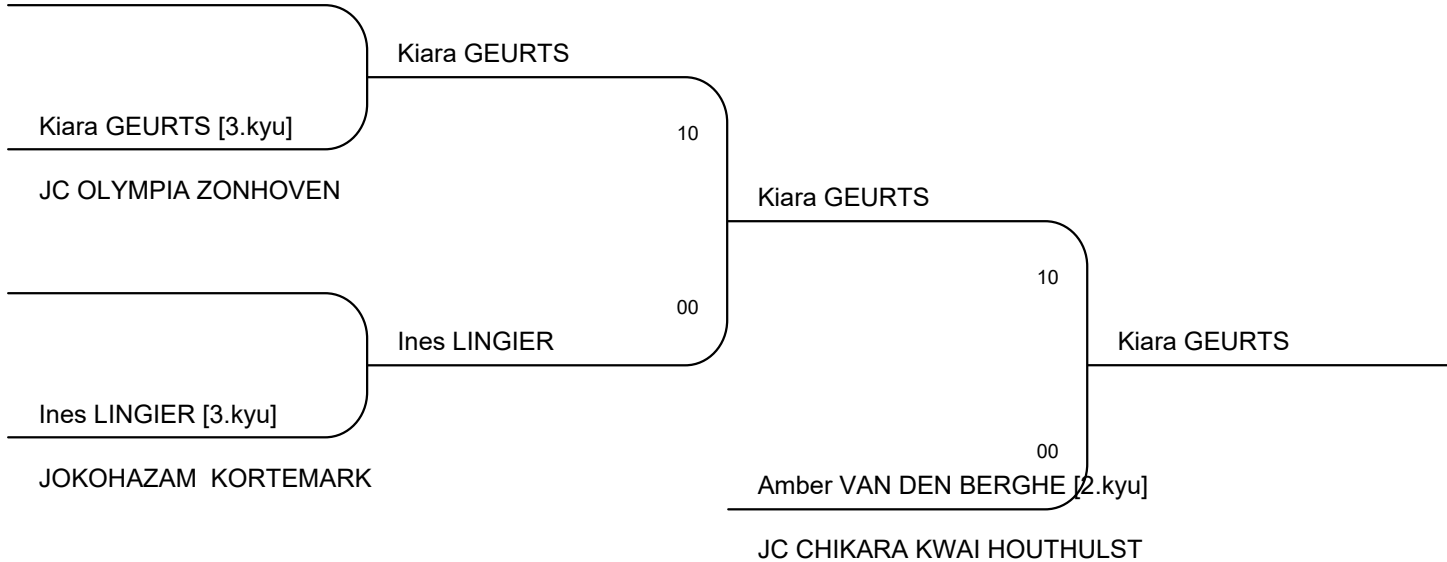 Kiara GEURTS
Kiara GEURTS [3.kyu]
10
JC OLYMPIA ZONHOVEN
Kiara GEURTS
10
00
Ines LINGIER
Kiara GEURTS
Ines LINGIER [3.kyu]
00
JOKOHAZAM  KORTEMARK
Amber VAN DEN BERGHE [2.kyu]
JC CHIKARA KWAI HOUTHULST